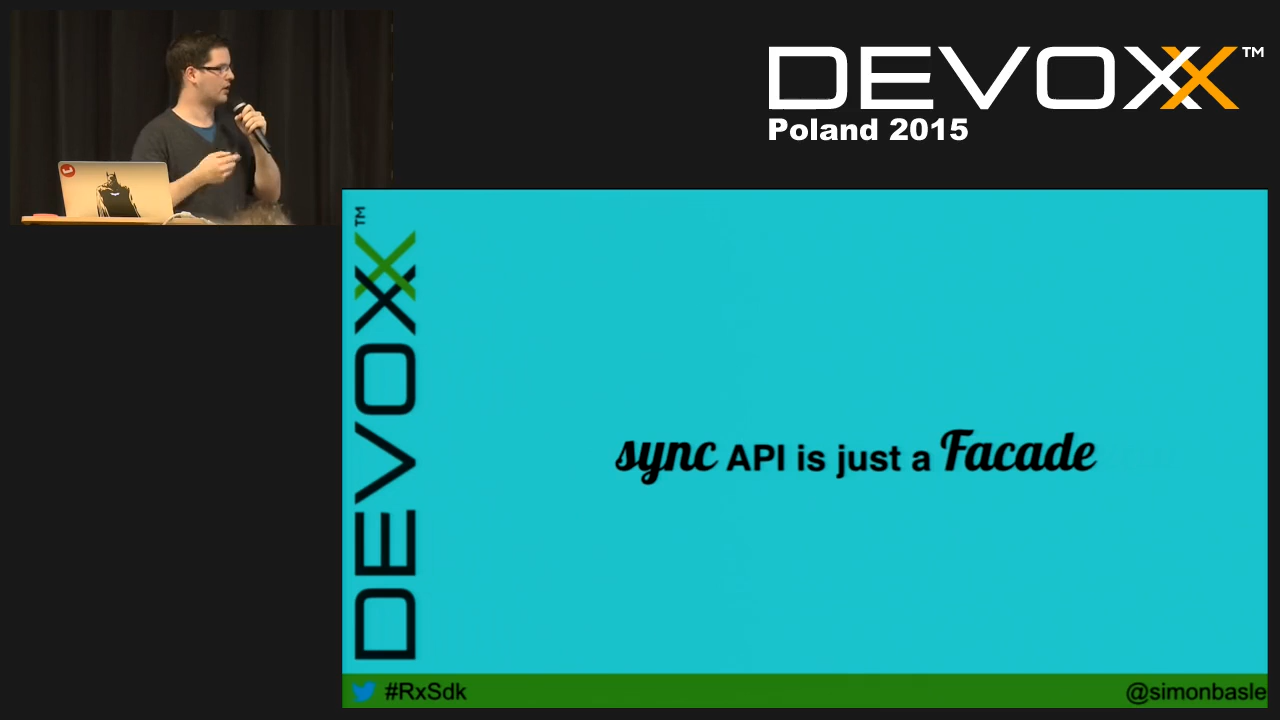 DEVOXX™
Poland 2015
DEVOXX™
sync API is just a Facade
#RxSdk
@simonbasle